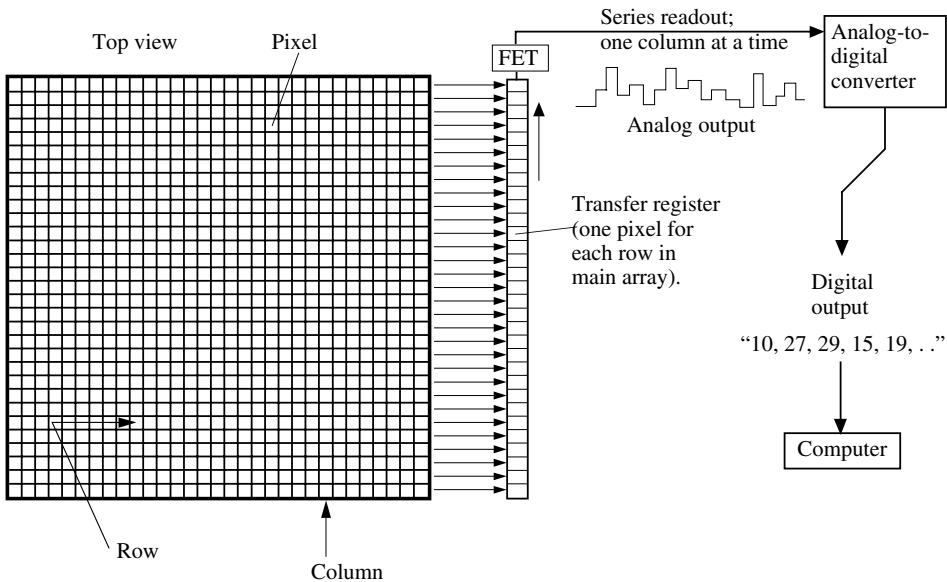 Top view
Pixel
FET
Series readout;
one column at a time
Analog output
Analog-to-
digital
converter
Transfer register
(one pixel for
each row in
main array).
Digital
output
“10, 27, 29, 15, 19, . .”
Computer
Row
Column